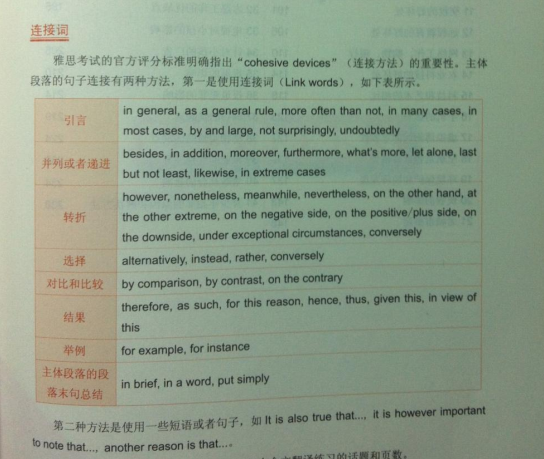 连接词
雅思考试的官方评分标准明确指出“cohesive devices”（连接方法）的重要性。主体
段落的句子连接有两种方法，第一是使用连接词（Link words），如下表所示。
引言
in general, as a general rule, more often than not, in many cases, in
most cases, by and large, not surprisingly, undoubtedly
并列或者递进
besides, in addition, moreover, furthermore, what's more, let alone, last
but not least, likewise, in extreme cases
转折
however, nonetheless, meanwhile, nevertheless, on the other hand, at
the other extreme, on the negative side, on the positive/plus side, on
the downside, under exceptional circumstances, conversely
选择
alternatively, instead, rather, conversely
对比和比较
by comparison, by contrast, on the contrary
结果
therefore, as such, for this reason, hence, thus, given this, in view of
this
举例
for example, for instance
主体段落的段
落末句总结
in brief, in a word, put simply
第二种方法是使用一些短语或者句子，如 It is also true that..., it is however important
to note that..., another reason is that...。
翻译练习的话题和页数。